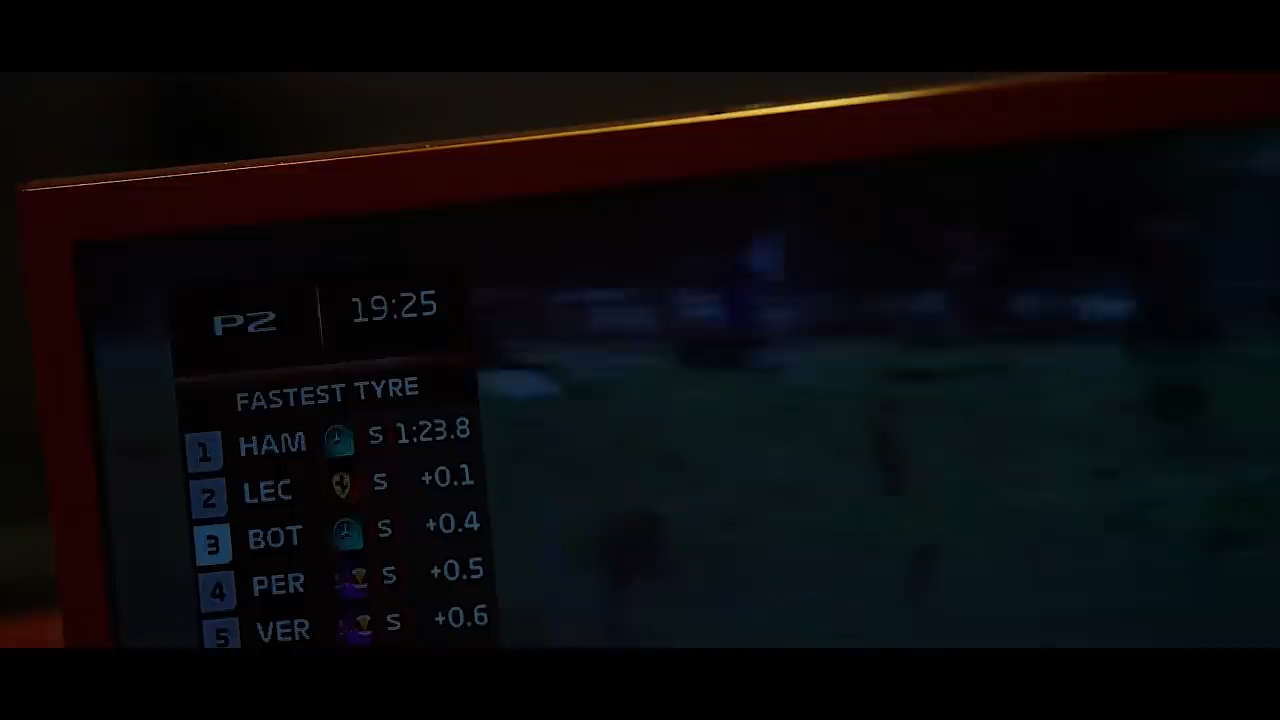 P2 19:25
FASTEST TYRE
1 HAM S 1:23.8
2 LEC S +0.1
3 BOT S +0.4
4 PER S +0.5
5 VER S +0.6